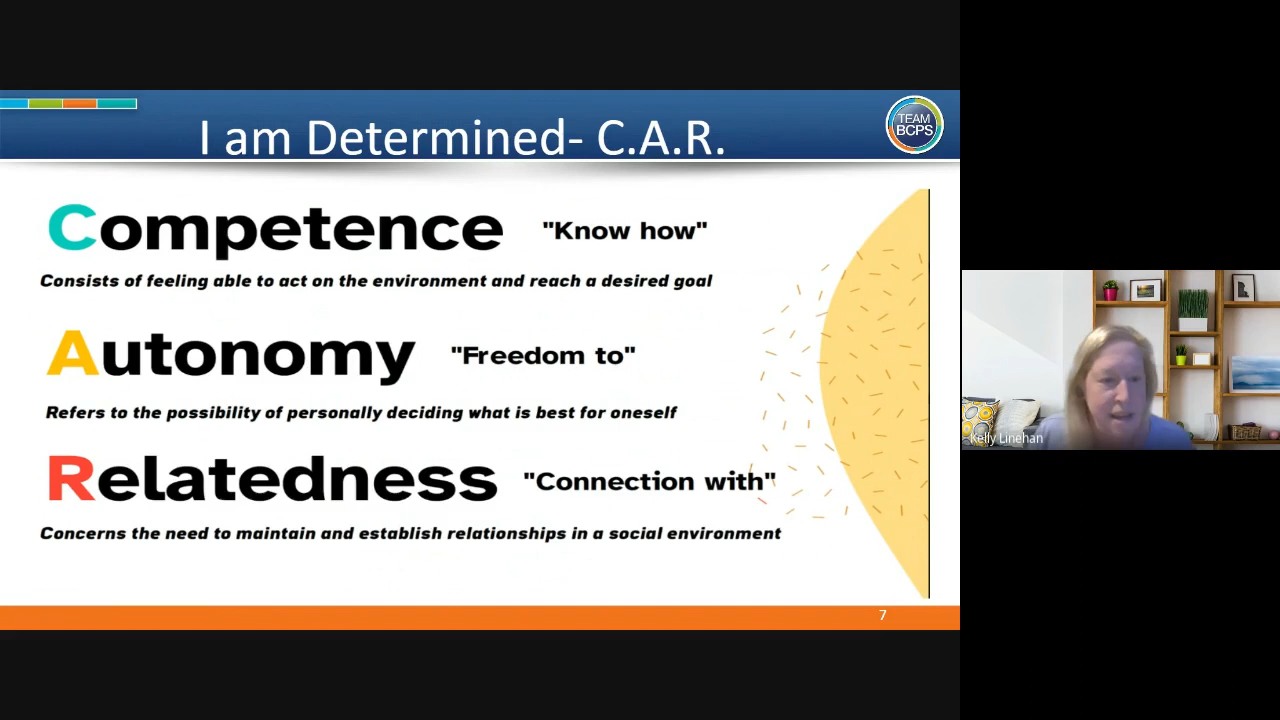 I am Determined- C.A.R.
TEAM
BCPS
Competence "Know how"
Consists of feeling able to act on the environment and reach a desired goal
Autonomy "Freedom to"
Refers to the possibility of personally deciding what is best for oneself
Relatedness "Connection with"
Concerns the need to maintain and establish relationships in a social environment
7
Kelly Linehan